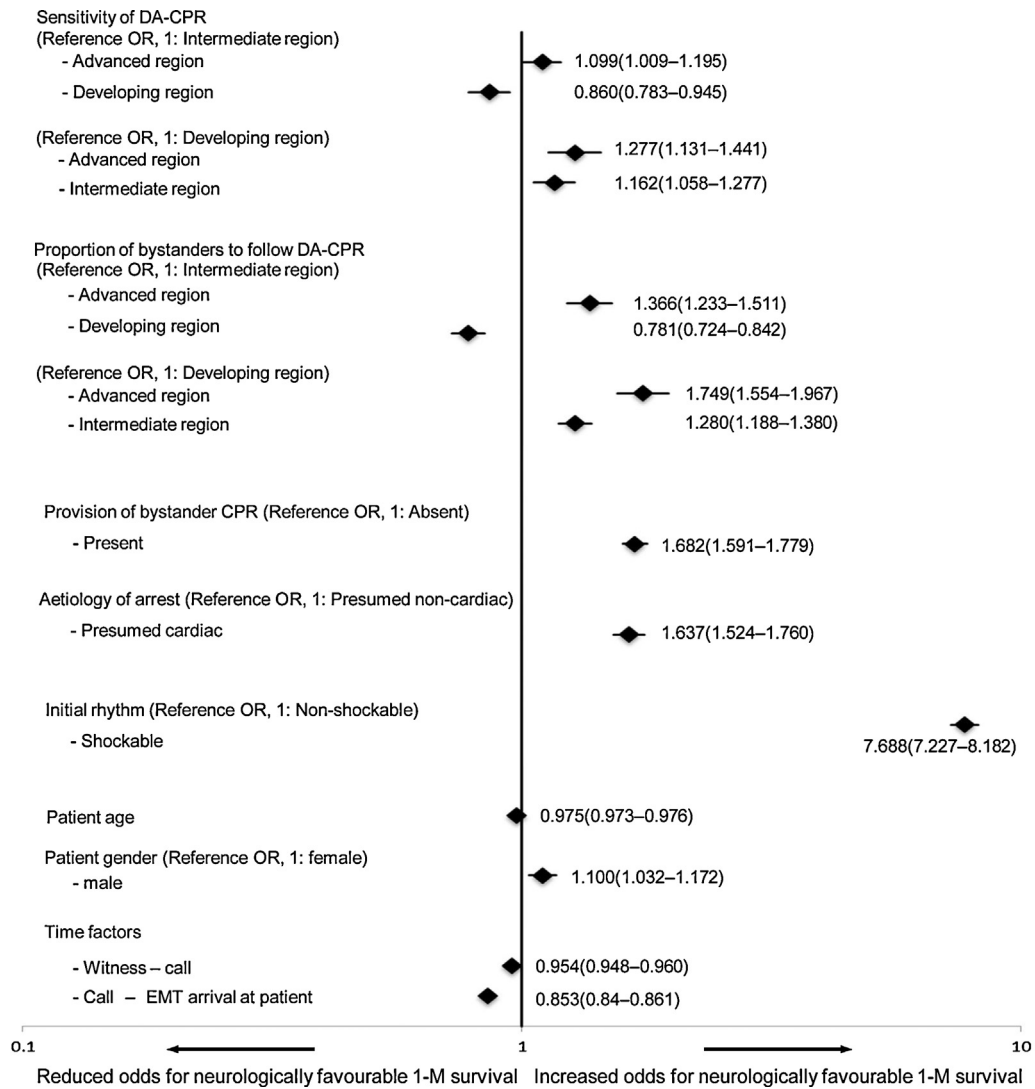 Sensitivity of DA-CPR
(Reference OR, 1: Intermediate region)
- Advanced region 1.099(1.009–1.195)
- Developing region 0.860(0.783–0.945)
(Reference OR, 1: Developing region)
- Advanced region 1.277(1.131–1.441)
- Intermediate region 1.162(1.058–1.277)
Proportion of bystanders to follow DA-CPR
(Reference OR, 1: Intermediate region)
- Advanced region 1.366(1.233–1.511)
- Developing region 0.781(0.724–0.842)
(Reference OR, 1: Developing region)
- Advanced region 1.749(1.554–1.967)
- Intermediate region 1.280(1.188–1.380)
Provision of bystander CPR (Reference OR, 1: Absent)
- Present 1.682(1.591–1.779)
Aetiology of arrest (Reference OR, 1: Presumed non-cardiac)
- Presumed cardiac 1.637(1.524–1.760)
Initial rhythm (Reference OR, 1: Non-shockable)
- Shockable 7.688(7.227–8.182)
Patient age 0.975(0.973–0.976)
Patient gender (Reference OR, 1: female)
- male 1.100(1.032–1.172)
Time factors
- Witness – call 0.954(0.948–0.960)
- Call – EMT arrival at patient 0.853(0.84–0.861)
0.1 1 10
Reduced odds for neurologically favourable 1-M survival Increased odds for neurologically favourable 1-M survival